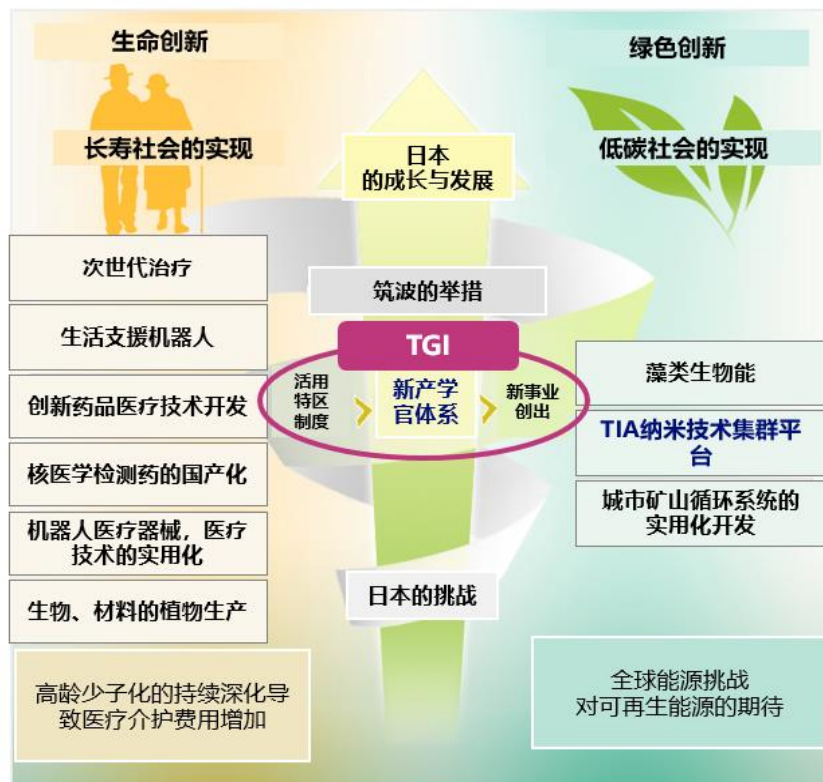 生命创新
绿色创新
长寿社会的实现
低碳社会的实现
日本
的成长与发展
次世代治疗
生活支援机器人
创新药品医疗技术开发
核医学检测药的国产化
机器人医疗器械，医疗
技术的实用化
生物、材料的植物生产
筑波的举措
TGI
活用
特区
制度
新产学
官体系
新事业
创出
藻类生物能
TIA纳米技术集群平
台
城市矿山循环系统的
实用化开发
日本的挑战
高龄少子化的持续深化导
致医疗介护费用增加
全球能源挑战
对可再生能源的期待